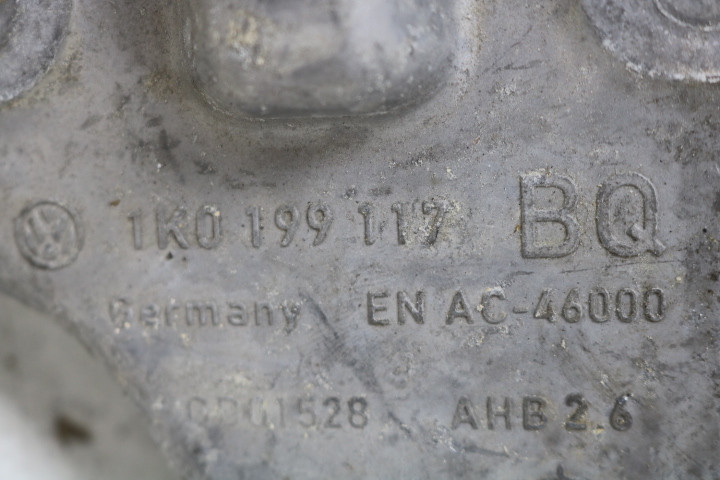 1K0 199 117 BQ
Germany EN AC-46000
AHB 2.6